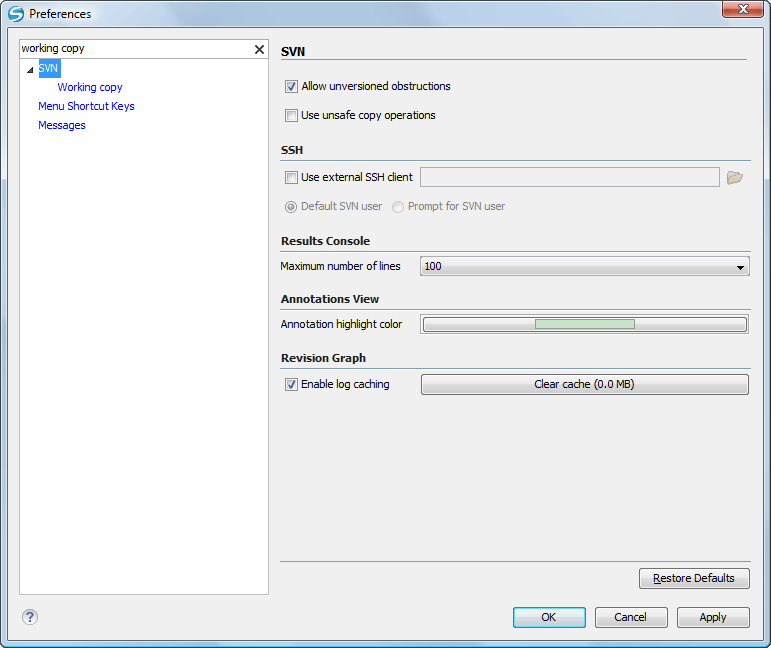 Preferences
working copy
SVN
Working copy
Menu Shortcut Keys
Messages
SVN
Allow unversioned obstructions
Use unsafe copy operations
SSH
Use external SSH client
Default SVN user Prompt for SVN user
Results Console
Maximum number of lines 100
Annotations View
Annotation highlight color
Revision Graph
Enable log caching Clear cache (0.0 MB)
Restore Defaults
? OK Cancel Apply